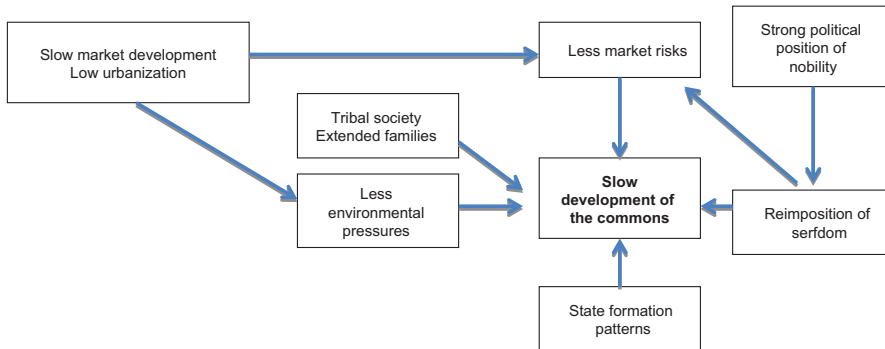 Slow market development
Low urbanization
Less market risks
Strong political
position of
nobility
Tribal society
Extended families
Less
environmental
pressures
Slow
development of
the commons
Reimposition of
serfdom
State formation
patterns